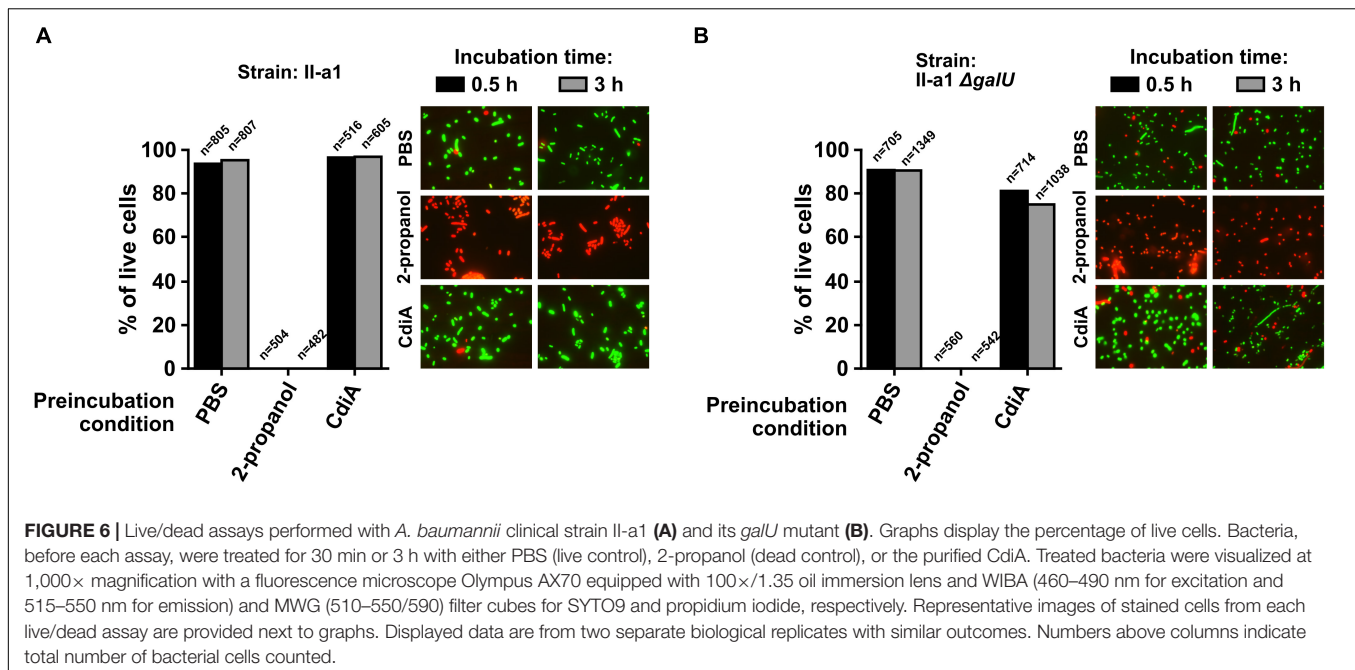 A
Strain: II-a1
Incubation time:
0.5 h 3 h
n=805
n=807
n=516
n=605
100
80
60
40
20
0
% of live cells
n=504
n=482
PBS
2-propanol
CdiA
Preincubation
condition
PBS
2-propanol
CdiA
B
Strain:
II-a1 ΔgalU
Incubation time:
0.5 h 3 h
n=705
n=1349
n=714
n=1038
100
80
60
40
20
0
% of live cells
n=560
n=542
PBS
2-propanol
CdiA
Preincubation
condition
PBS
2-propanol
CdiA
FIGURE 6 | Live/dead assays performed with A. baumannii clinical strain II-a1 (A) and its galU mutant (B). Graphs display the percentage of live cells. Bacteria,
before each assay, were treated for 30 min or 3 h with either PBS (live control), 2-propanol (dead control), or the purified CdiA. Treated bacteria were visualized at
1,000× magnification with a fluorescence microscope Olympus AX70 equipped with 100×/1.35 oil immersion lens and WIBA (460–490 nm for excitation and
515–550 nm for emission) and MWG (510–550/590) filter cubes for SYTO9 and propidium iodide, respectively. Representative images of stained cells from each
live/dead assay are provided next to graphs. Displayed data are from two separate biological replicates with similar outcomes. Numbers above columns indicate
total number of bacterial cells counted.